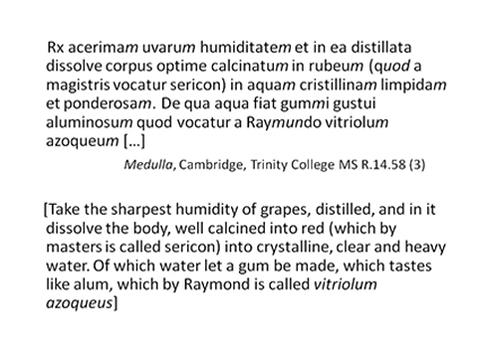 Rx acerimam uvarum humiditatem et in ea distillata
dissolve corpus optime calcinatum in rubeum (quod a
magistris vocatur sericon) in aquam cristillinam limpidam
et ponderosam. De qua aqua fiat gummi gustui
aluminosum quod vocatur a Raymundo vitriolum
azoqueum [...]
Medulla, Cambridge, Trinity College MS R.14.58 (3)
[Take the sharpest humidity of grapes, distilled, and in it
dissolve the body, well calcined into red (which by
masters is called sericon) into crystalline, clear and heavy
water. Of which water let a gum be made, which tastes
like alum, which by Raymond is called vitriolum
azoqueus]